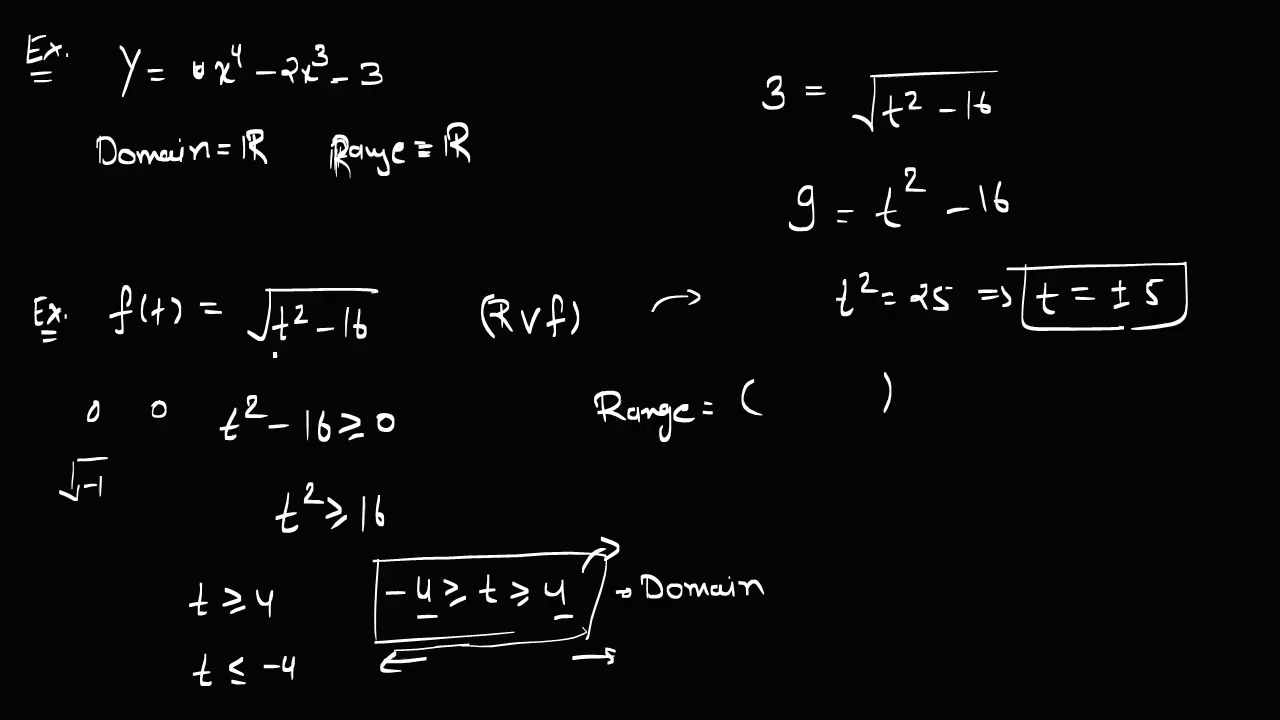 Ex. y = x⁴ - 2x³ - 3
Domain = ℝ Range = ℝ
3 = √(t² - 16)
9 = t² - 16
t² = 25 ⇒ t = ± 5
Ex. f(t) = √(t² - 16) (RVf) →
0 0 t² - 16 ≥ 0
√-1
t² ≥ 16
t ≥ 4
t ≤ -4
-4 ≥ t ≥ 4 → Domain
Range = ( )